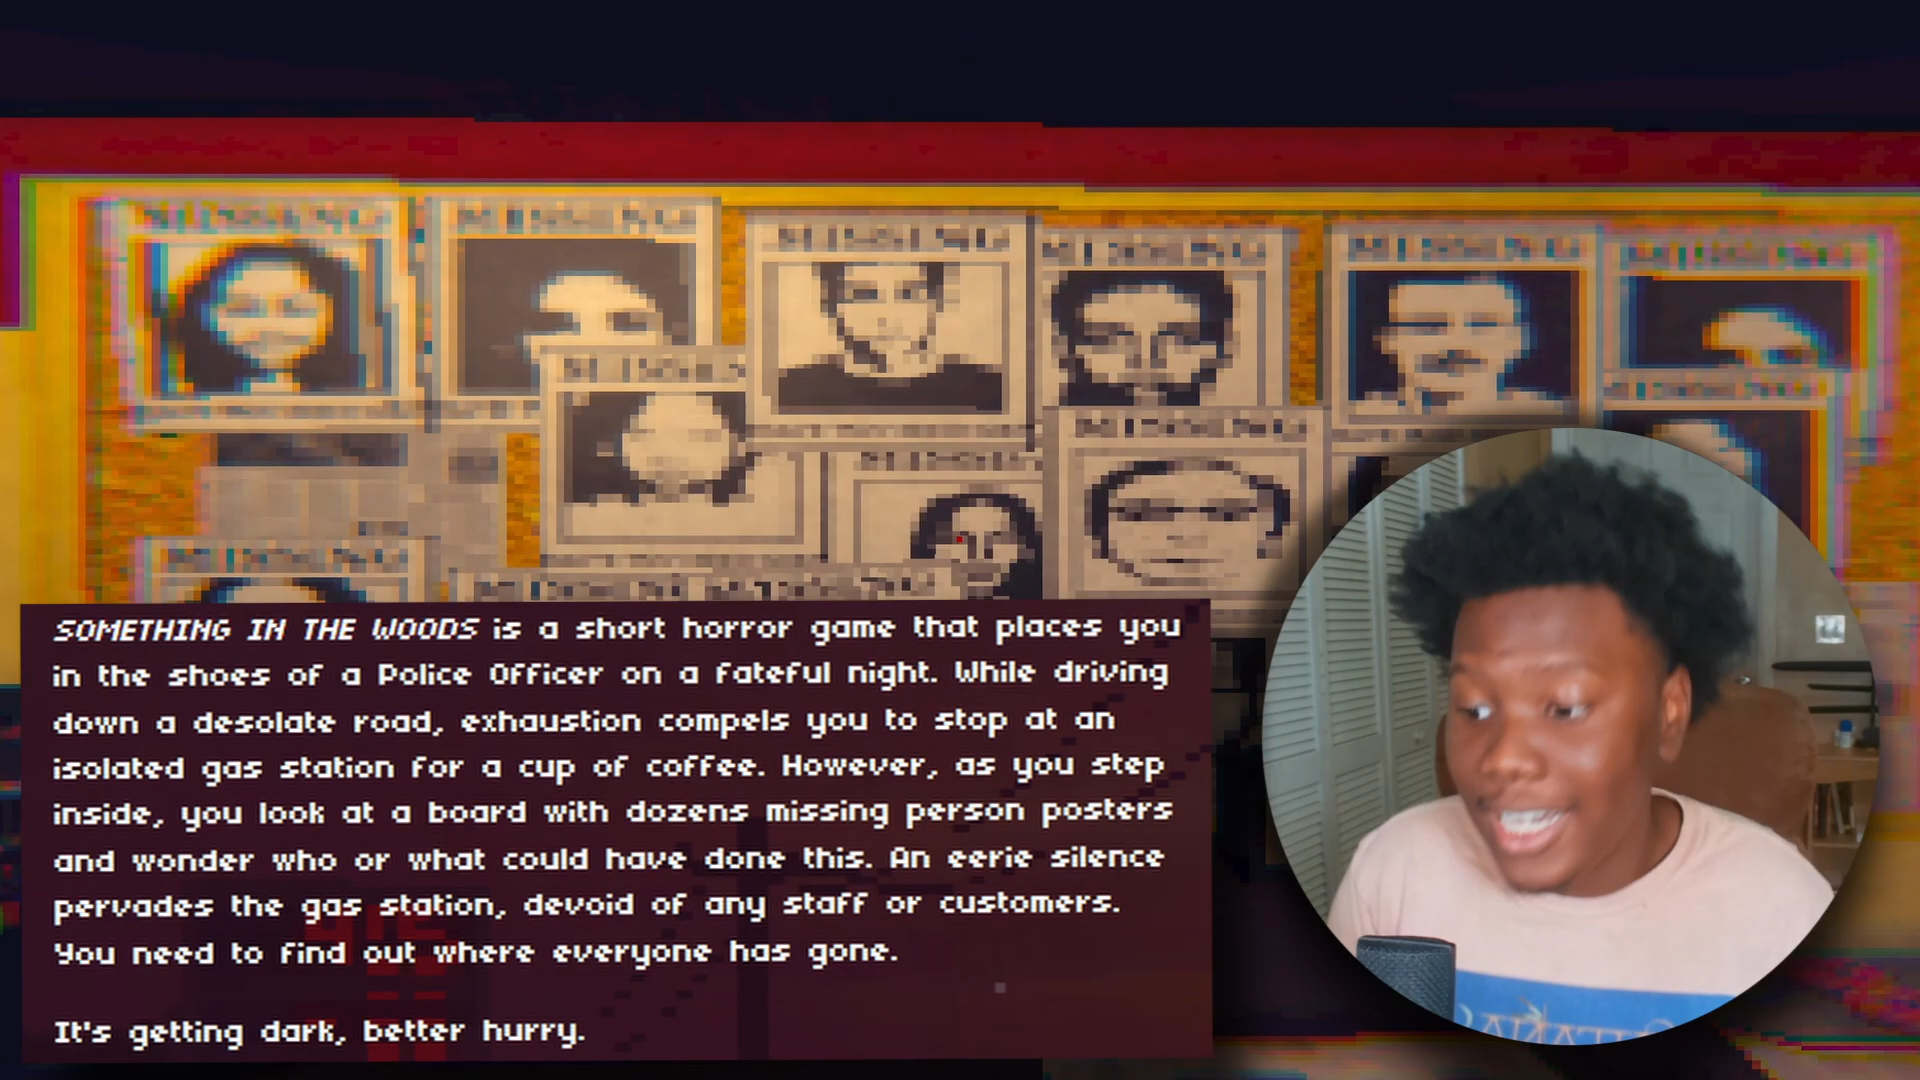 SOMETHING IN THE WOODS is a short horror game that places you
in the shoes of a Police Officer on a fateful night. While driving
down a desolate road, exhaustion compels you to stop at an
isolated gas station for a cup of coffee. However, as you step
inside, you look at a board with dozens missing person posters
and wonder who or what could have done this. An eerie silence
pervades the gas station, devoid of any staff or customers.
You need to find out where everyone has gone.
It's getting dark, better hurry.